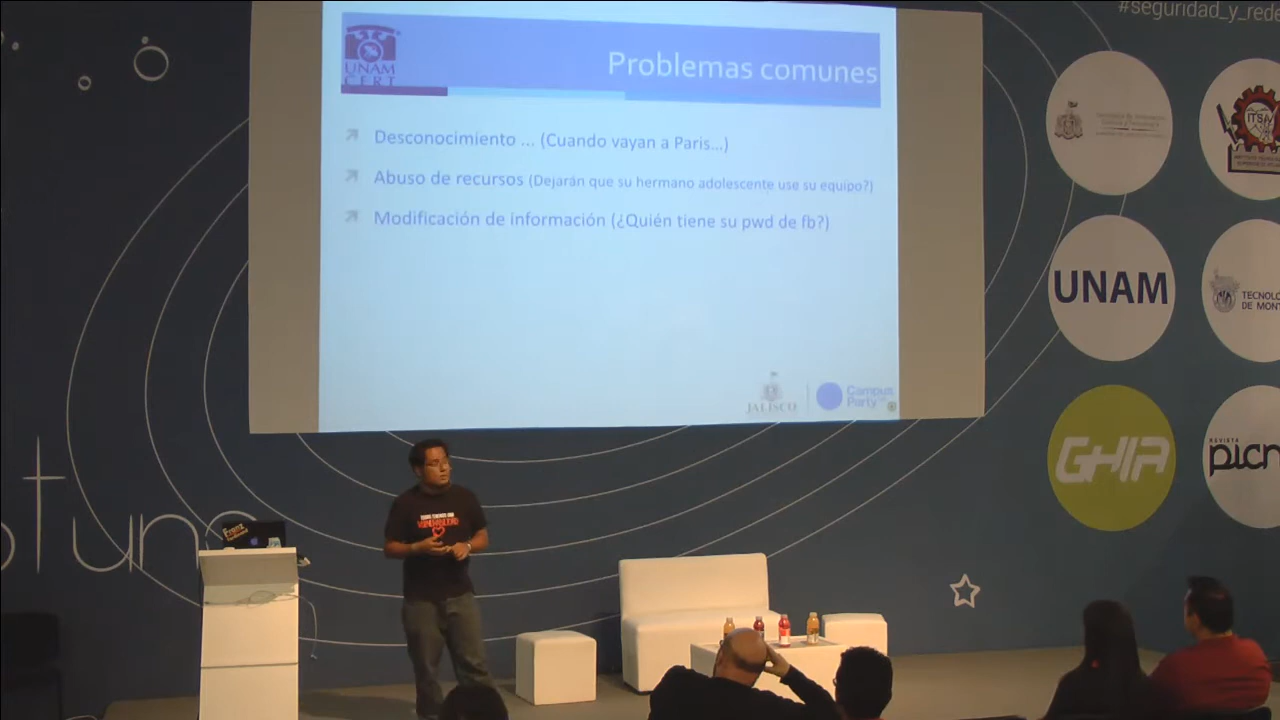 #seguridad_y_rede
UNAM
CERT
Problemas comunes
Desconocimiento ... (Cuando vayan a Paris...)
Abuso de recursos (Dejarán que su hermano adolescente use su equipo?)
Modificación de información (¿Quién tiene su pwd de fb?)
JALISCO
Campus
Party
ITSA
UNAM
TECNOLO
DE MONT
GHIA
REVISTA
picn
otuno
VULNERABILIDAD